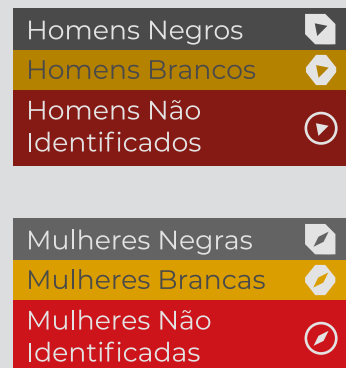 Homens Negros
Homens Brancos
Homens Não
Identificados
Mulheres Negras
Mulheres Brancas
Mulheres Não
Identificadas